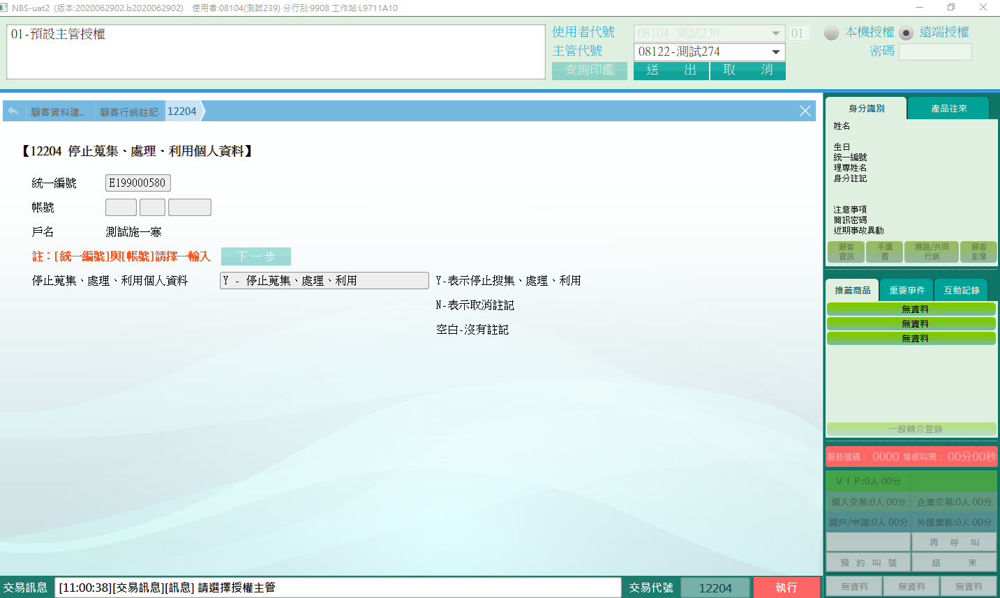 NBS-uat2 (版本:2020062902.b2020062902) 使用者:08104(測試239) 分行別:9908 工作站:L9711A10
01-預設主管授權
使用者代號 08104-測試239 01 本機授權 遠端授權
主管代號 08122-測試274 密碼
查詢印鑑 送 出 取 消
顧客資料建.. 顧客行銷註記 12204
【12204 停止蒐集、處理、利用個人資料】
統一編號 E199000580
帳號
戶名 測試施一寒
註：[統一編號]與[帳號]請擇一輸入 下一步
停止蒐集、處理、利用個人資料 Y - 停止蒐集、處理、利用 Y-表示停止搜集、處理、利用
N-表示取消註記
空白-沒有註記
身分識別 產品往來
姓名
生日
統一編號
理專姓名
身分註記
注意事項
簡訊密碼
近期事故異動
顧客資訊 手續費 通路/共同行銷 顧客影像
推薦商品 重要事件 互動記錄
無資料
無資料
無資料
一般轉介登錄
服務號碼： 0000 等候時間： 00分00秒
ＶＩＰ:0人 00分
個人交易:0人 00分 企業交易:0人 00分
開戶/申請:0人 00分 外匯業務:0人 00分
再 呼 叫
預 約 叫 號 結 束
無資料 無資料 無資料
交易訊息 [11:00:38][交易訊息][訊息] 請選擇授權主管 交易代號 12204 執行